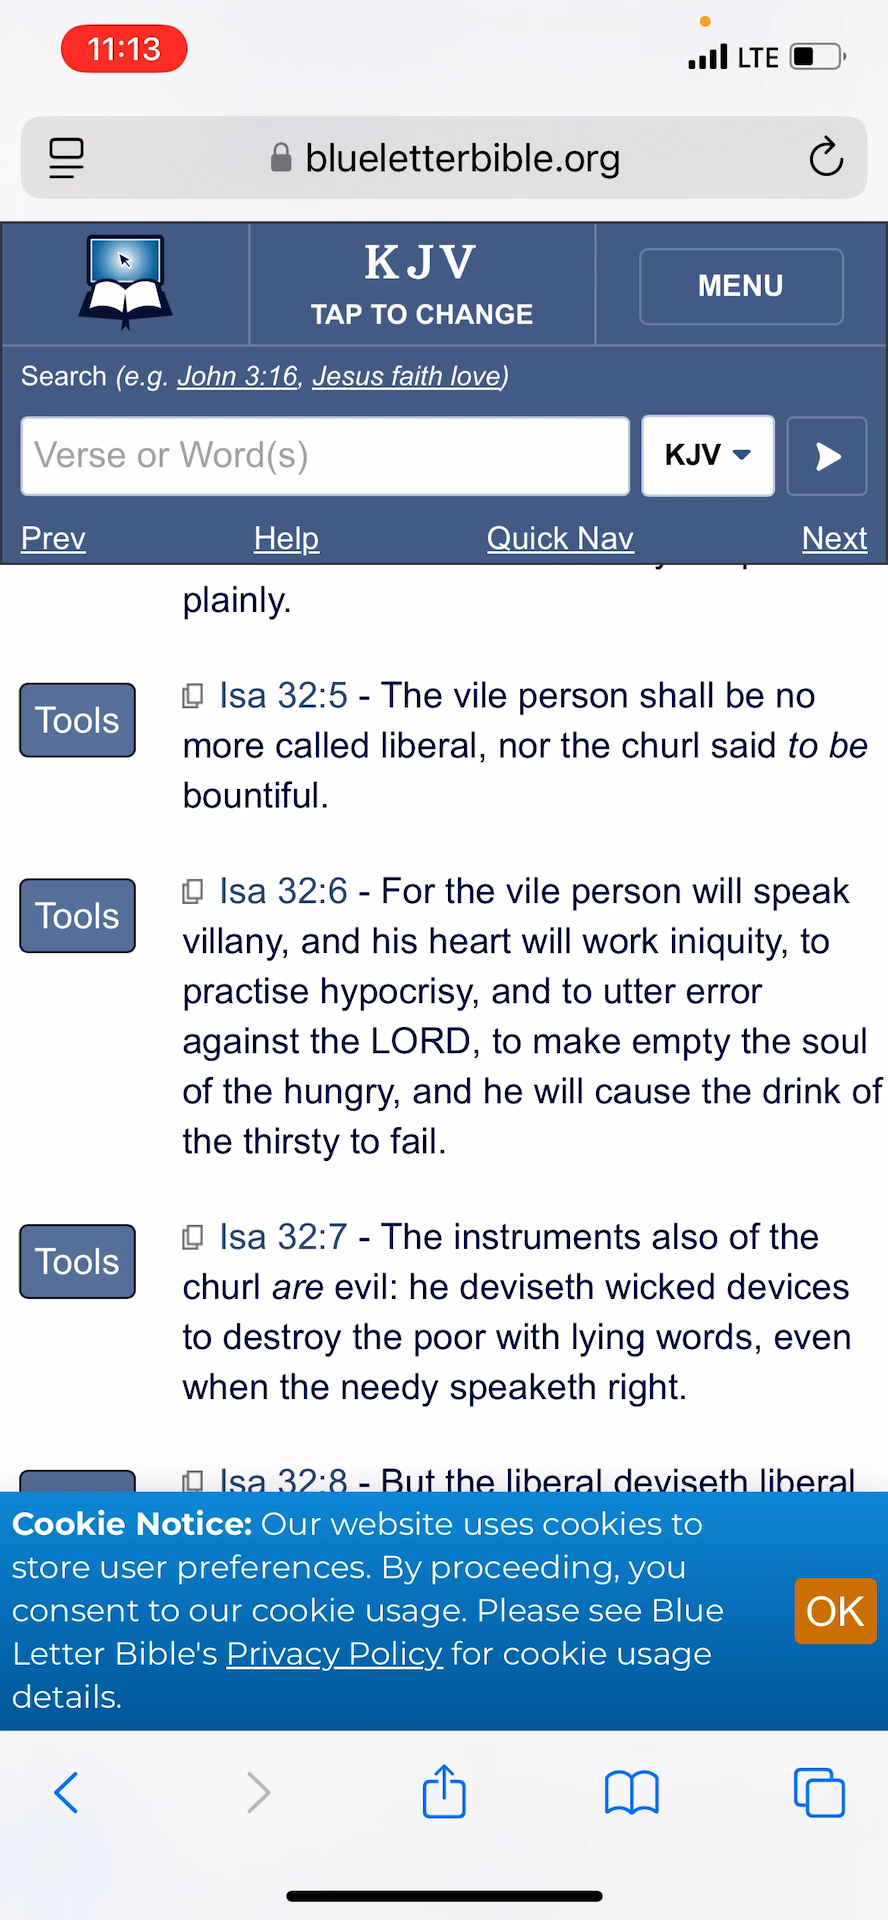 11:13
LTE
blueletterbible.org
KJV
TAP TO CHANGE
MENU
Search (e.g. John 3:16, Jesus faith love)
Verse or Word(s)
KJV
Prev Help Quick Nav Next
plainly.
Tools
Isa 32:5 - The vile person shall be no
more called liberal, nor the churl said to be
bountiful.
Tools
Isa 32:6 - For the vile person will speak
villany, and his heart will work iniquity, to
practise hypocrisy, and to utter error
against the LORD, to make empty the soul
of the hungry, and he will cause the drink of
the thirsty to fail.
Tools
Isa 32:7 - The instruments also of the
churl are evil: he deviseth wicked devices
to destroy the poor with lying words, even
when the needy speaketh right.
Isa 32:8 - But the liberal deviseth liberal
Cookie Notice: Our website uses cookies to
store user preferences. By proceeding, you
consent to our cookie usage. Please see Blue
Letter Bible's Privacy Policy for cookie usage
details.
OK